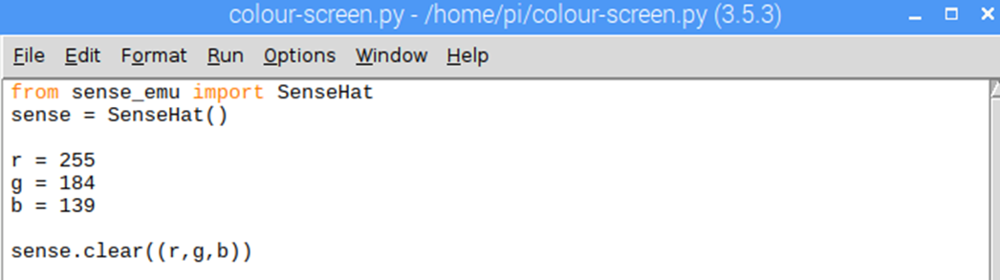 colour-screen.py - /home/pi/colour-screen.py (3.5.3)
File Edit Format Run Options Window Help
from sense_emu import SenseHat
sense = SenseHat()
r = 255
g = 184
b = 139
sense.clear((r,g,b))